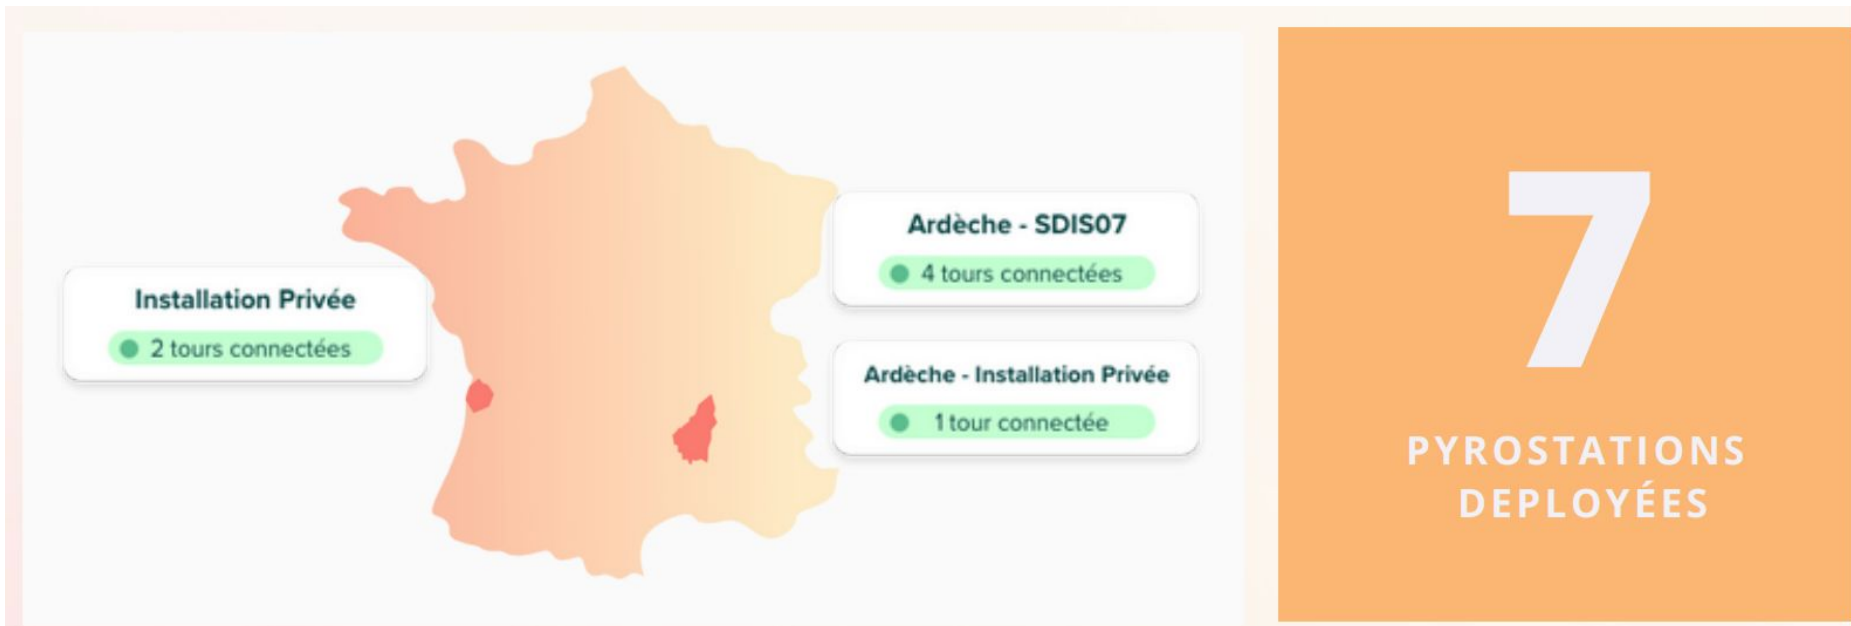 Installation Privée
2 tours connectées
Ardèche - SDIS07
4 tours connectées
Ardèche - Installation Privée
1 tour connectée
7
PYROSTATIONS
DEPLOYÉES